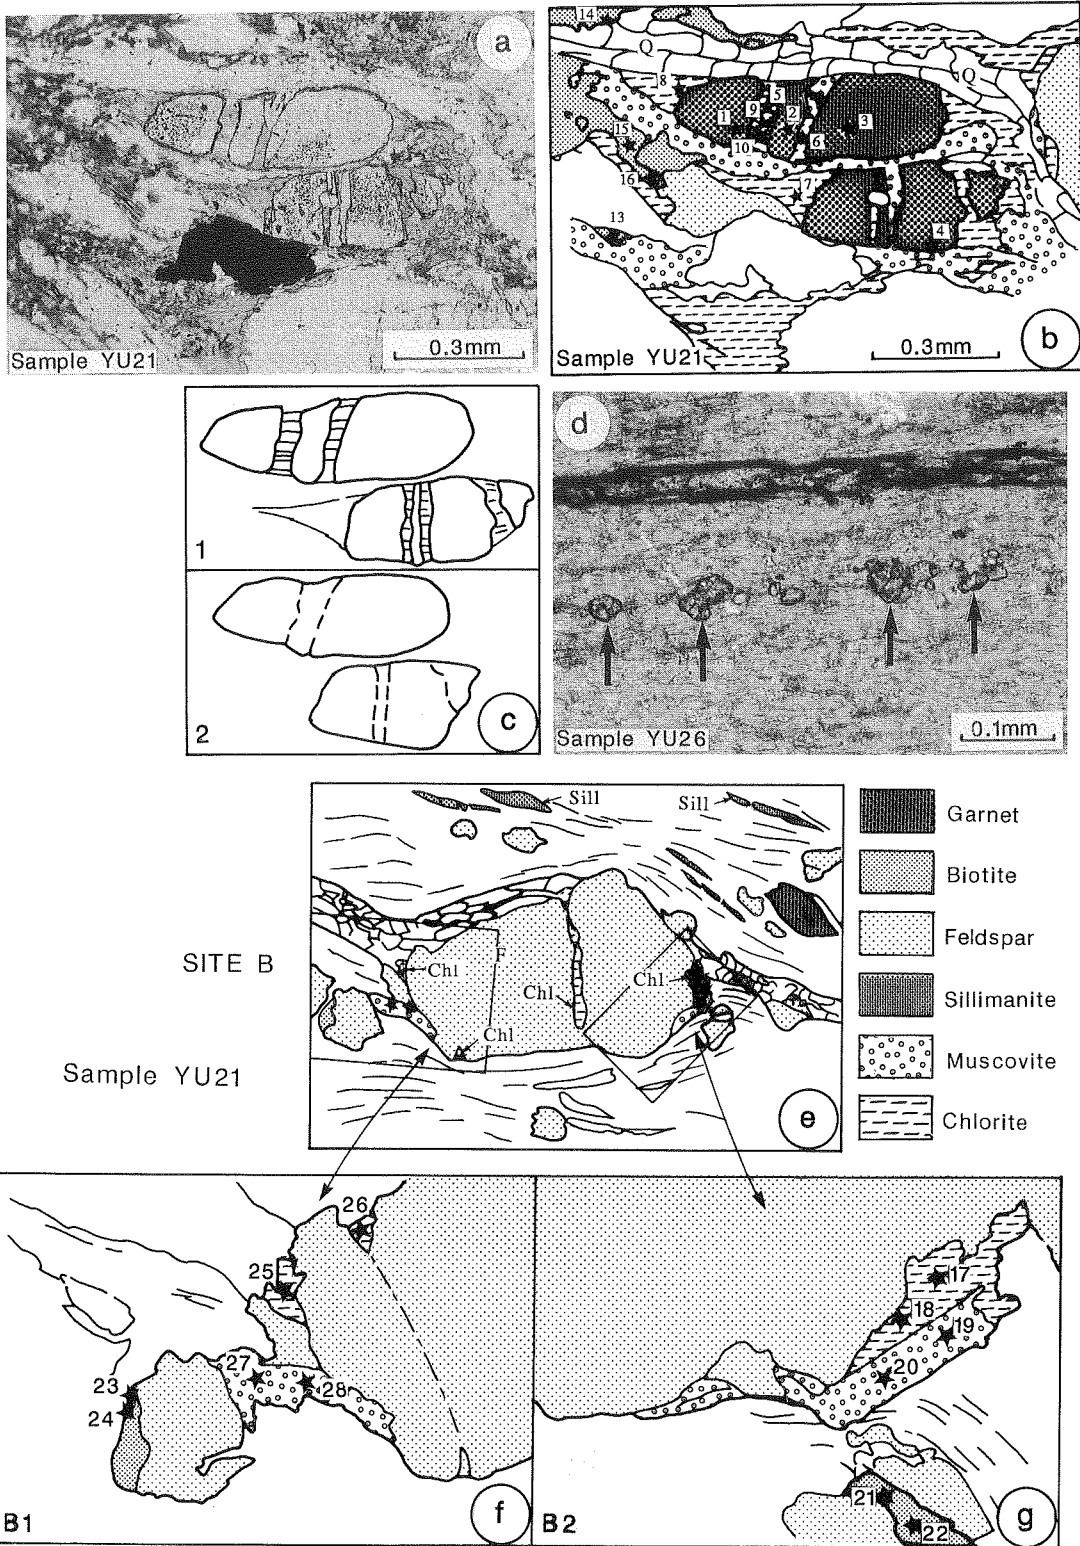 a
Sample YU21
0.3mm
14
Q
Q
8
5
1
9
2
3
6
10
15
16
7
13
4
Sample YU21
0.3mm
b
1
2
c
d
Sample YU26
0.1mm
SITE B
Sample YU21
Sill
Sill
Chl
F
Chl
Chl
Chl
e
Garnet
Biotite
Feldspar
Sillimanite
Muscovite
Chlorite
26
25
27
28
23
24
B1
f
17
18
19
20
21
22
B2
g